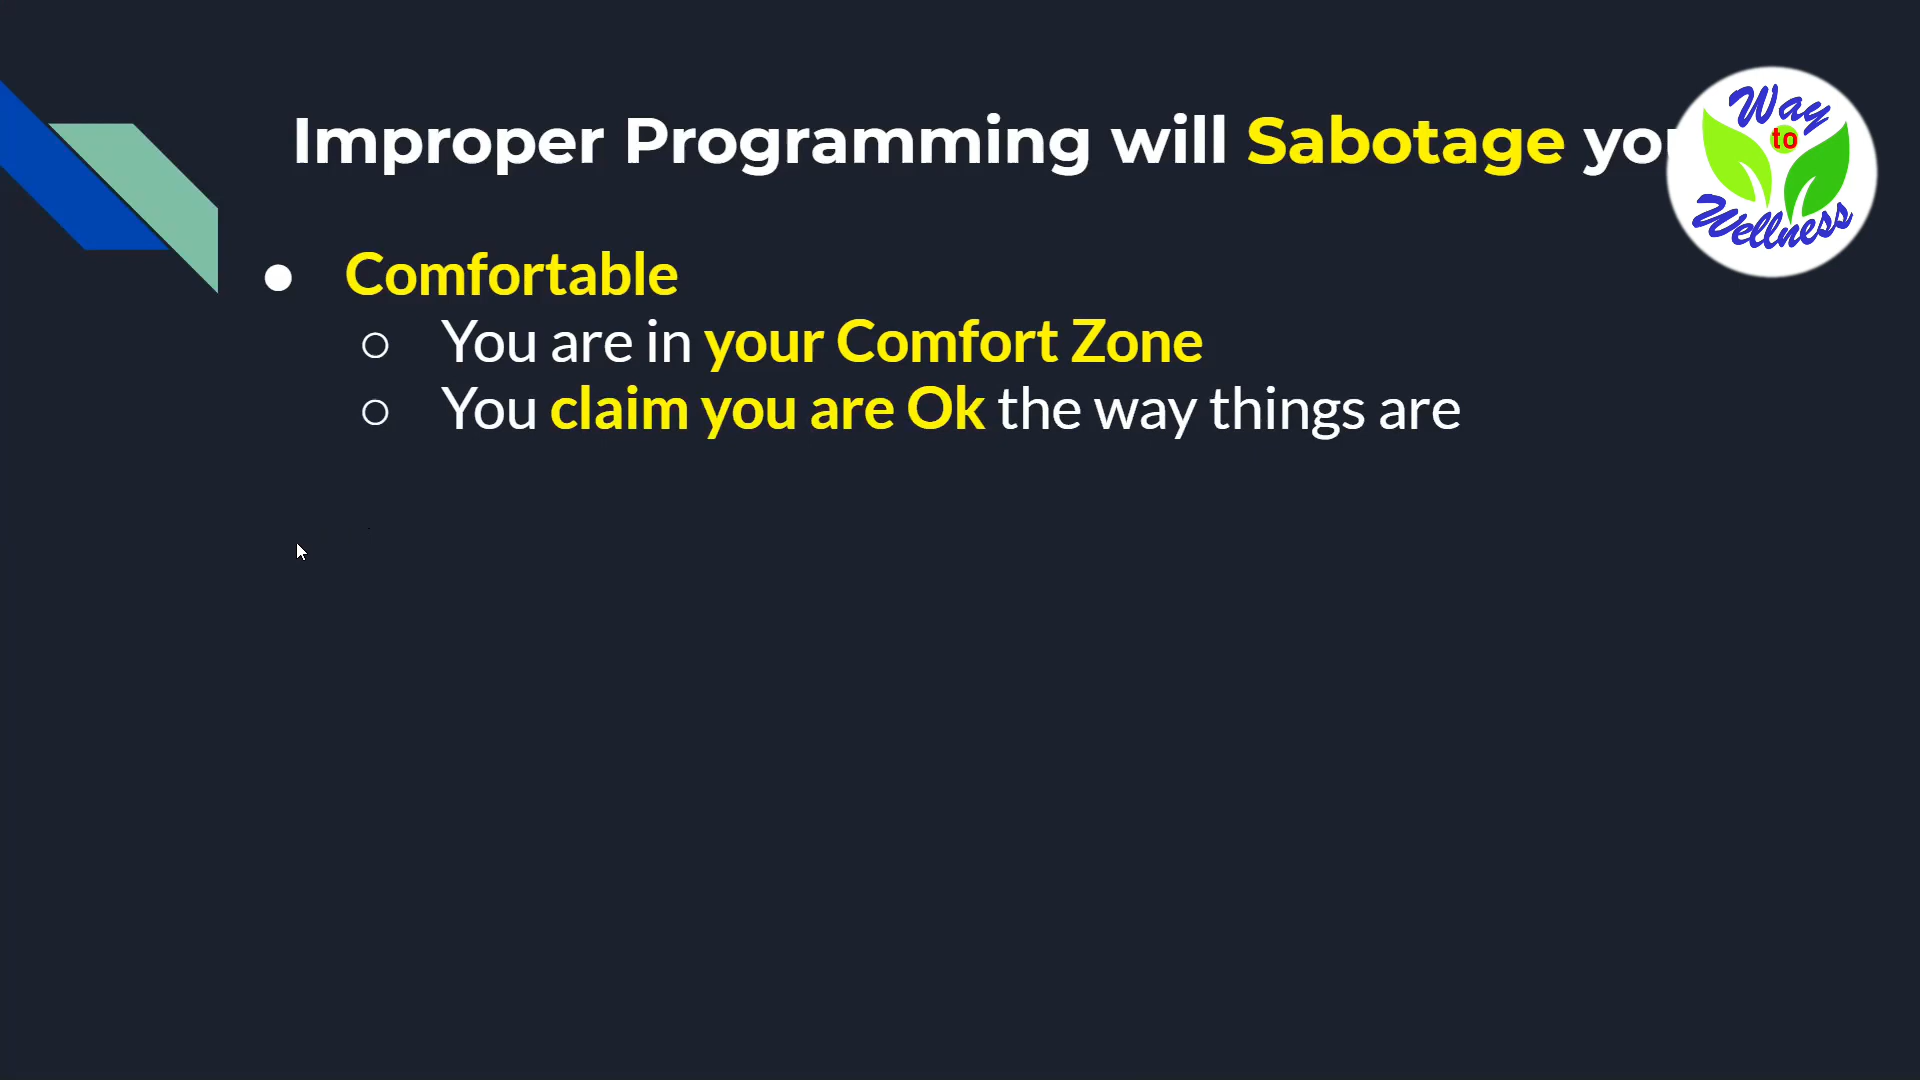 Improper Programming will Sabotage
Way
to
Wellness
● Comfortable
○ You are in your Comfort Zone
○ You claim you are Ok the way things are